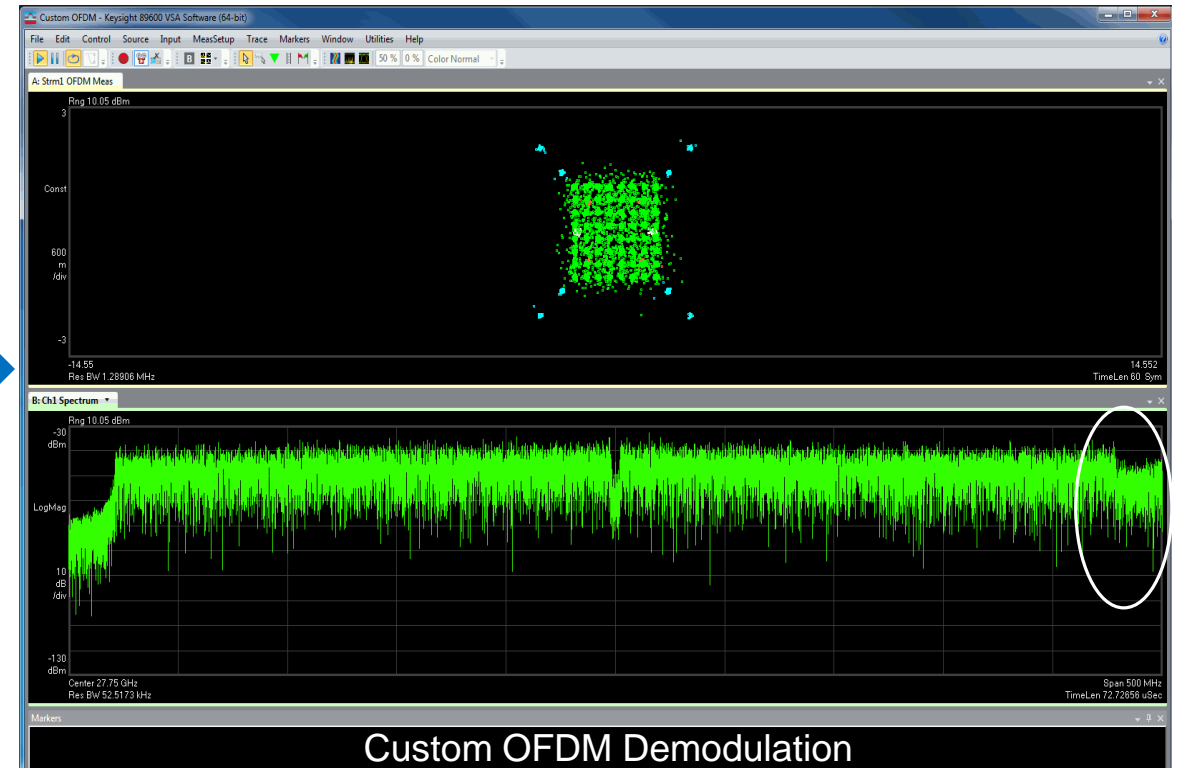 Custom OFDM - Keysight 89600 VSA Software (64-bit)
File Edit Control Source Input MeasSetup Trace Markers Window Utilities Help
B 50 % 0 % Color Normal
A: Strm1 OFDM Meas
Rng 10.05 dBm
3
Const
600
m
/div
-3
-14.55 14.552
Res BW 1.28906 MHz TimeLen 60 Sym
B: Ch1 Spectrum
Rng 10.05 dBm
-30
dBm
LogMag
10
dB
/div
-130
dBm
Center 27.75 GHz Span 500 MHz
Res BW 52.5173 kHz TimeLen 72.72656 uSec
Markers
Custom OFDM Demodulation